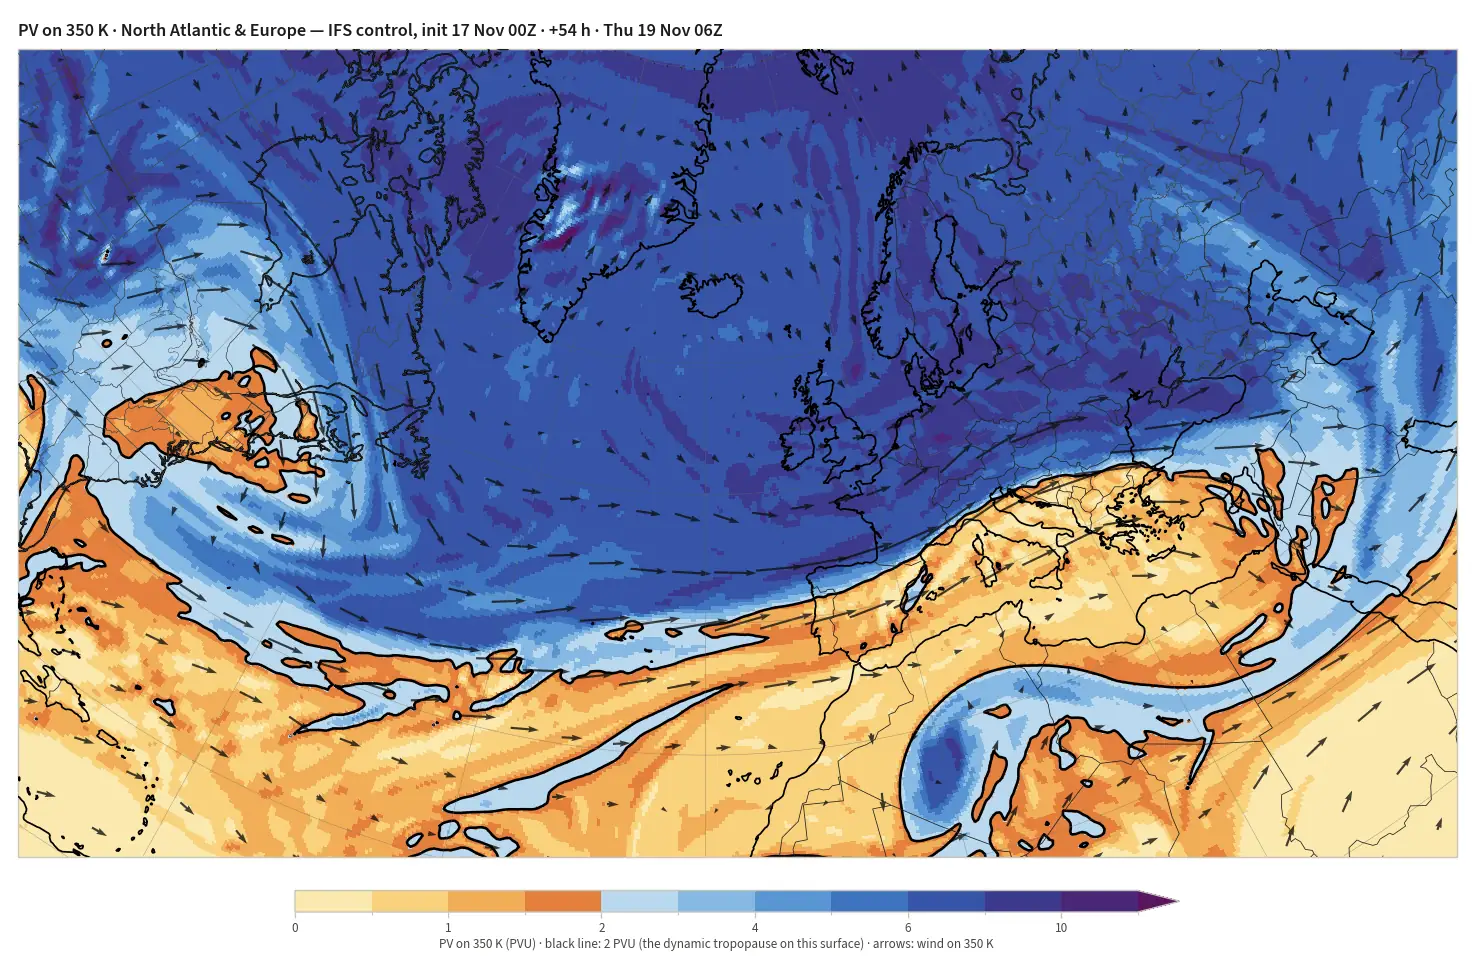 PV on 350 K · North Atlantic & Europe — IFS control, init 17 Nov 00Z · +54 h · Thu 19 Nov 06Z
0 1 2 4 6 10
PV on 350 K (PVU) · black line: 2 PVU (the dynamic tropopause on this surface) · arrows: wind on 350 K